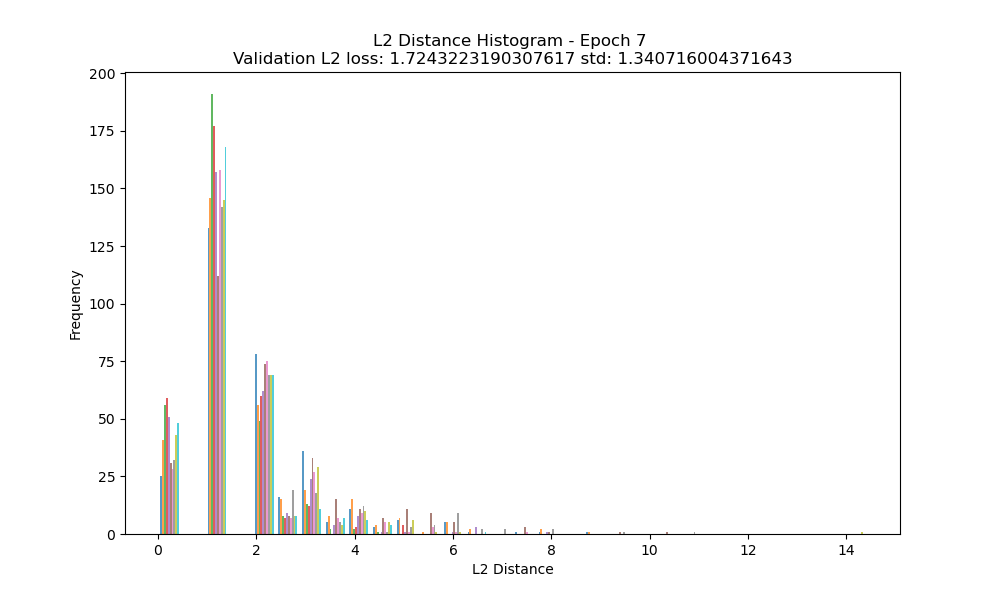 L2 Distance Histogram - Epoch 7
Validation L2 loss: 1.7243223190307617 std: 1.340716004371643
200
175
150
125
100
75
50
25
0
Frequency
0 2 4 6 8 10 12 14
L2 Distance